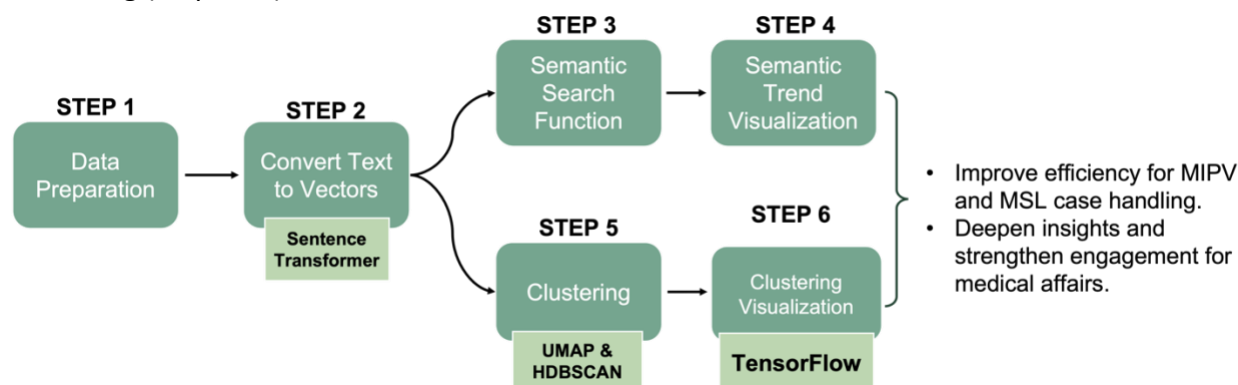 STEP 1
Data
Preparation
STEP 2
Convert Text
to Vectors
Sentence
Transformer
STEP 3
Semantic
Search
Function
STEP 4
Semantic
Trend
Visualization
STEP 5
Clustering
UMAP &
HDBSCAN
STEP 6
Clustering
Visualization
TensorFlow
• Improve efficiency for MIPV
and MSL case handling.
• Deepen insights and
strengthen engagement for
medical affairs.